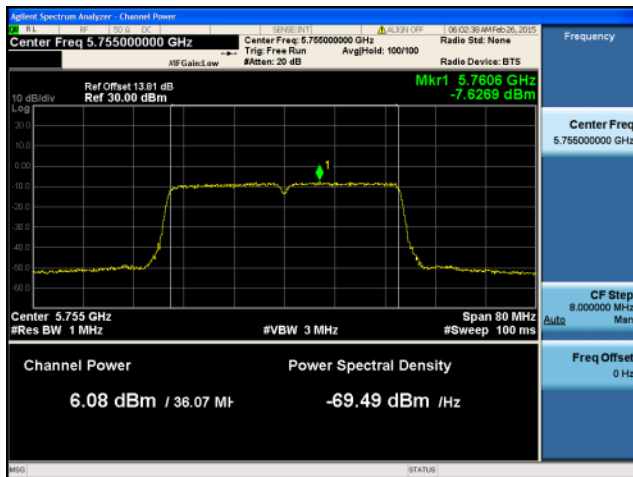 Agilent Spectrum Analyzer - Channel Power
RL RF 50 Ω DC SENSE:INT ALIGN OFF 06:02:38 AM Feb 26, 2015
Center Freq 5.755000000 GHz
Center Freq: 5.755000000 GHz
Radio Std: None
Trig: Free Run Avg|Hold: 100/100
#IFGain:Low #Atten: 20 dB Radio Device: BTS
Ref Offset 13.81 dB
10 dB/div Ref 30.00 dBm
Mkr1 5.7606 GHz
-7.6269 dBm
Log
20.0
10.0
0.00
-10.0
-20.0
-30.0
-40.0
-50.0
-60.0
1
Center 5.755 GHz Span 80 MHz
#Res BW 1 MHz #VBW 3 MHz #Sweep 100 ms
Channel Power Power Spectral Density
6.08 dBm / 36.07 MH -69.49 dBm /Hz
MSG STATUS
Frequency
Center Freq
5.755000000 GHz
CF Step
8.000000 MHz
Auto Man
Freq Offset
0 Hz